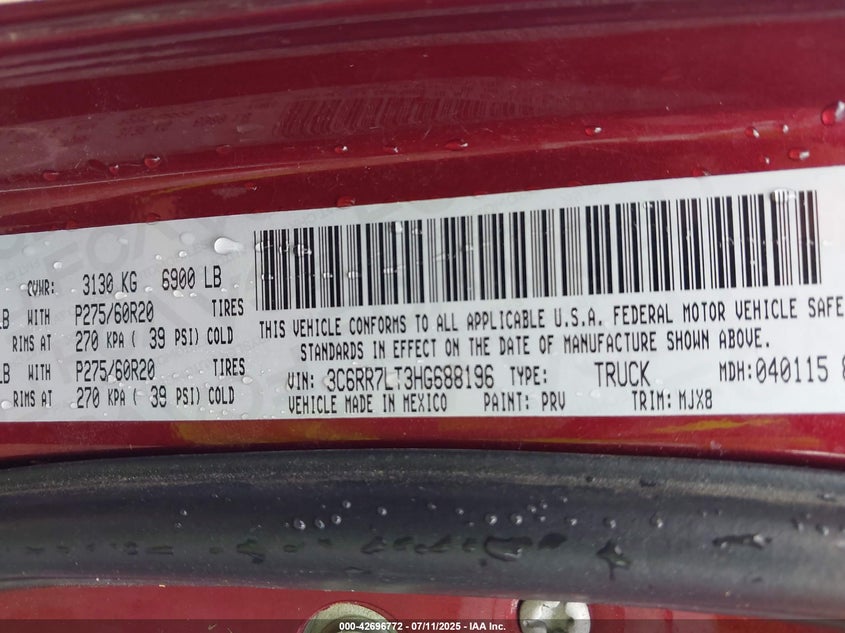 CVWR: 3130 KG 6900 LB
LB WITH P275/60R20 TIRES
RIMS AT 270 KPA ( 39 PSI) COLD
LB WITH P275/60R20 TIRES
RIMS AT 270 KPA ( 39 PSI) COLD
THIS VEHICLE CONFORMS TO ALL APPLICABLE U.S.A. FEDERAL MOTOR VEHICLE SAFE
STANDARDS IN EFFECT ON THE DATE OF MANUFACTURE SHOWN ABOVE.
VIN: 3C6RR7LT3HG688196 TYPE: TRUCK MDH:040115 8
VEHICLE MADE IN MEXICO PAINT: PRV TRIM: MJX8
000-42696772 - 07/11/2025 - IAA Inc.